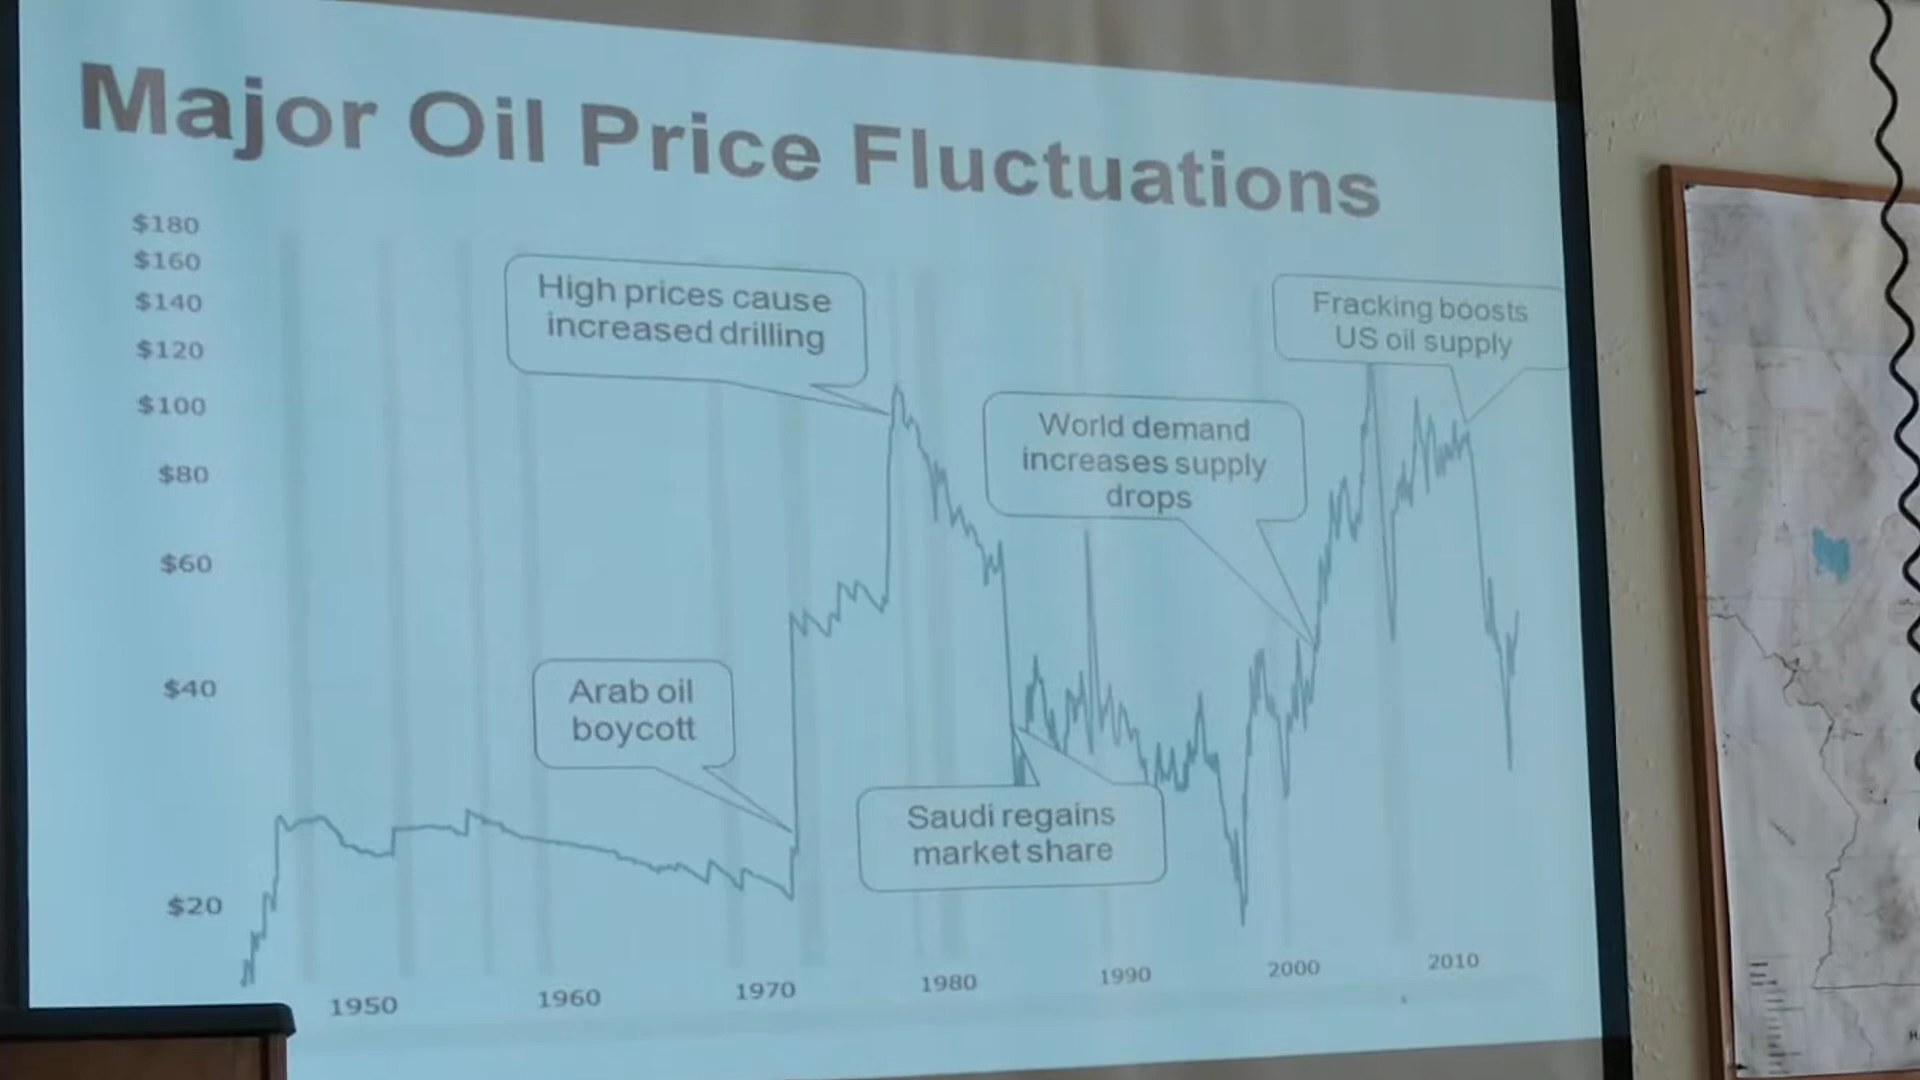 Major Oil Price Fluctuations
$180
$160
$140
$120
$100
$80
$60
$40
$20
High prices cause
increased drilling
Fracking boosts
US oil supply
World demand
increases supply
drops
Arab oil
boycott
Saudi regains
market share
1950
1960
1970
1980
1990
2000
2010